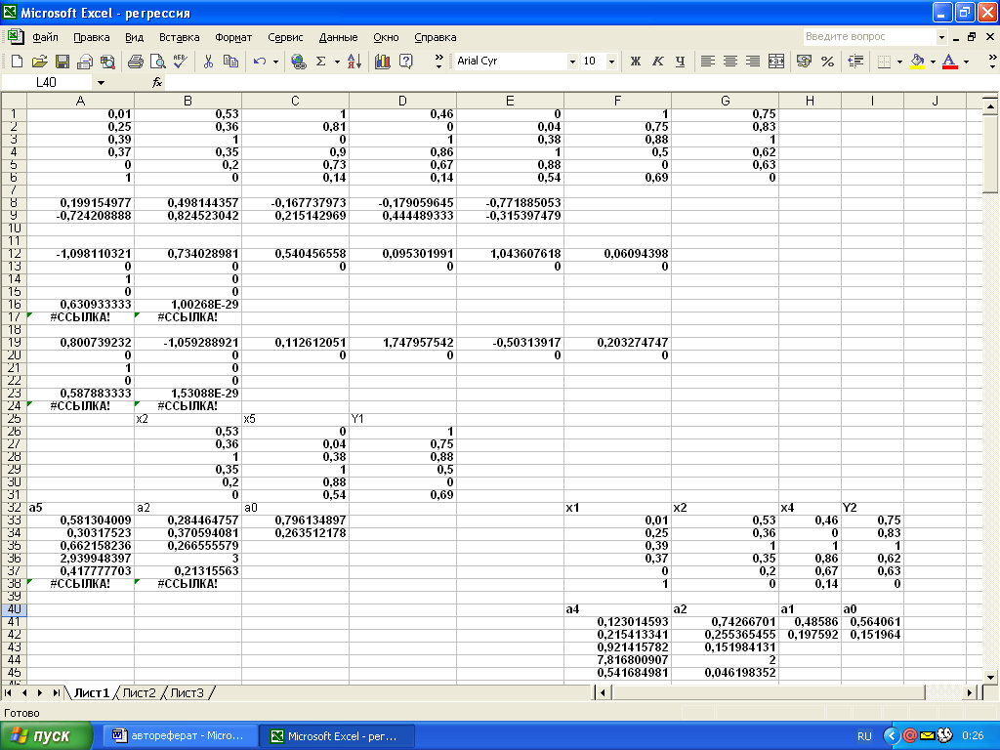 Microsoft Excel - регрессия
Файл Правка Вид Вставка Формат Сервис Данные Окно Справка Введите вопрос
Arial Cyr 10 Ж К Ч
L40 fx
A B C D E F G H I J
1 0,01 0,53 1 0,46 0 1 0,75
2 0,25 0,36 0,81 0 0,04 0,75 0,83
3 0,39 1 0 1 0,38 0,88 1
4 0,37 0,35 0,9 0,86 1 0,5 0,62
5 0 0,2 0,73 0,67 0,88 0 0,63
6 1 0 0,14 0,14 0,54 0,69 0
7
8 0,199154977 0,498144357 -0,167737973 -0,179059645 -0,771885053
9 -0,724208888 0,824523042 0,215142969 0,444489333 -0,315397479
10
11
12 -1,098110321 0,734028981 0,540456558 0,095301991 1,043607618 0,06094398
13 0 0 0 0 0 0
14 1 0
15 0 0
16 0,630933333 1,00268E-29
17 #ССЫЛКА! #ССЫЛКА!
18
19 0,800739232 -1,059288921 0,112612051 1,747957542 -0,50313917 0,203274747
20 0 0 0 0 0 0
21 1 0
22 0 0
23 0,587883333 1,53088E-29
24 #ССЫЛКА! #ССЫЛКА!
25 x2 x5 Y1
26 0,53 0 1
27 0,36 0,04 0,75
28 1 0,38 0,88
29 0,35 1 0,5
30 0,2 0,88 0
31 0 0,54 0,69
32 a5 a2 a0 x1 x2 x4 Y2
33 0,581304009 0,284464757 0,796134897 0,01 0,53 0,46 0,75
34 0,30317523 0,370594081 0,263512178 0,25 0,36 0 0,83
35 0,662158236 0,266555579 0,39 1 1 1
36 2,939948397 3 0,37 0,35 0,86 0,62
37 0,417777703 0,21315563 0 0,2 0,67 0,63
38 #ССЫЛКА! #ССЫЛКА! 1 0 0,14 0
39
40 a4 a2 a1 a0
41 0,123014593 0,74266701 0,48586 0,564061
42 0,215413341 0,255365455 0,197592 0,151964
43 0,921415782 0,151984131
44 7,816800907 2
45 0,541684981 0,046198352
Лист1 Лист2 Лист3
Готово
пуск автореферат - Micro... Microsoft Excel - рег... RU 0:26